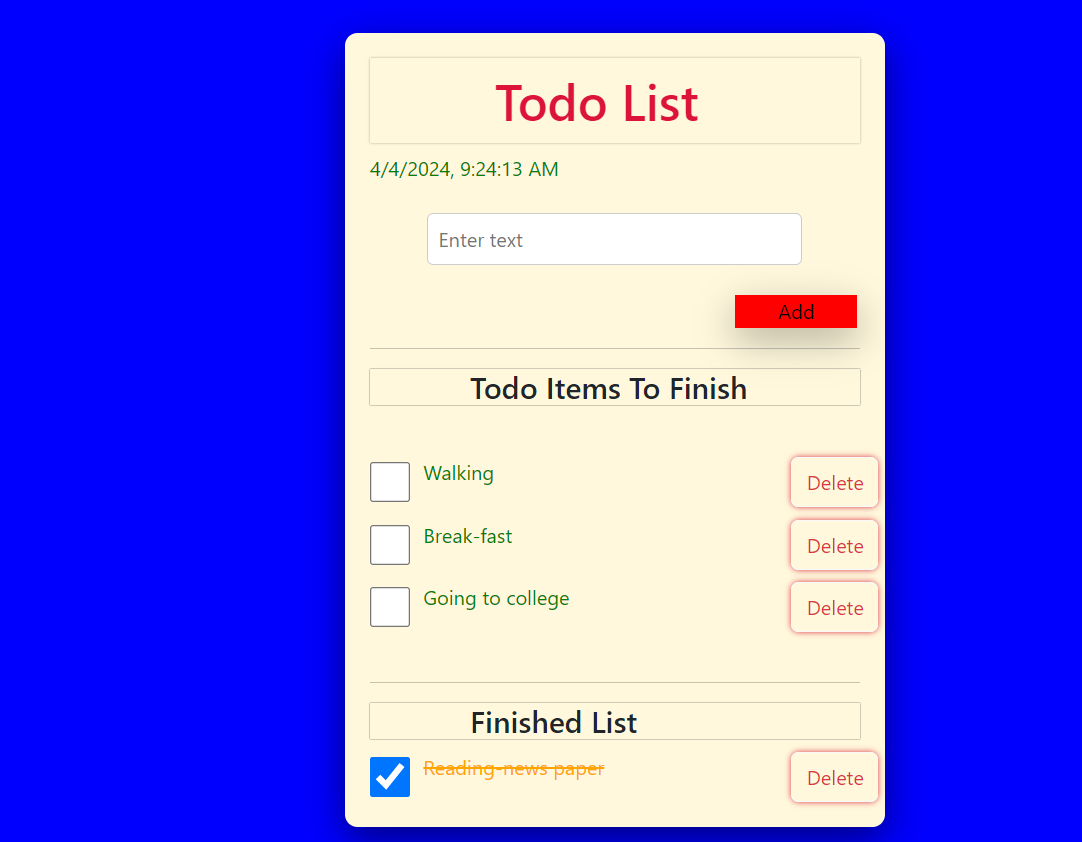 Todo List
4/4/2024, 9:24:13 AM
Enter text
Add
Todo Items To Finish
Walking
Delete
Break-fast
Delete
Going to college
Delete
Finished List
Reading-news paper
Delete